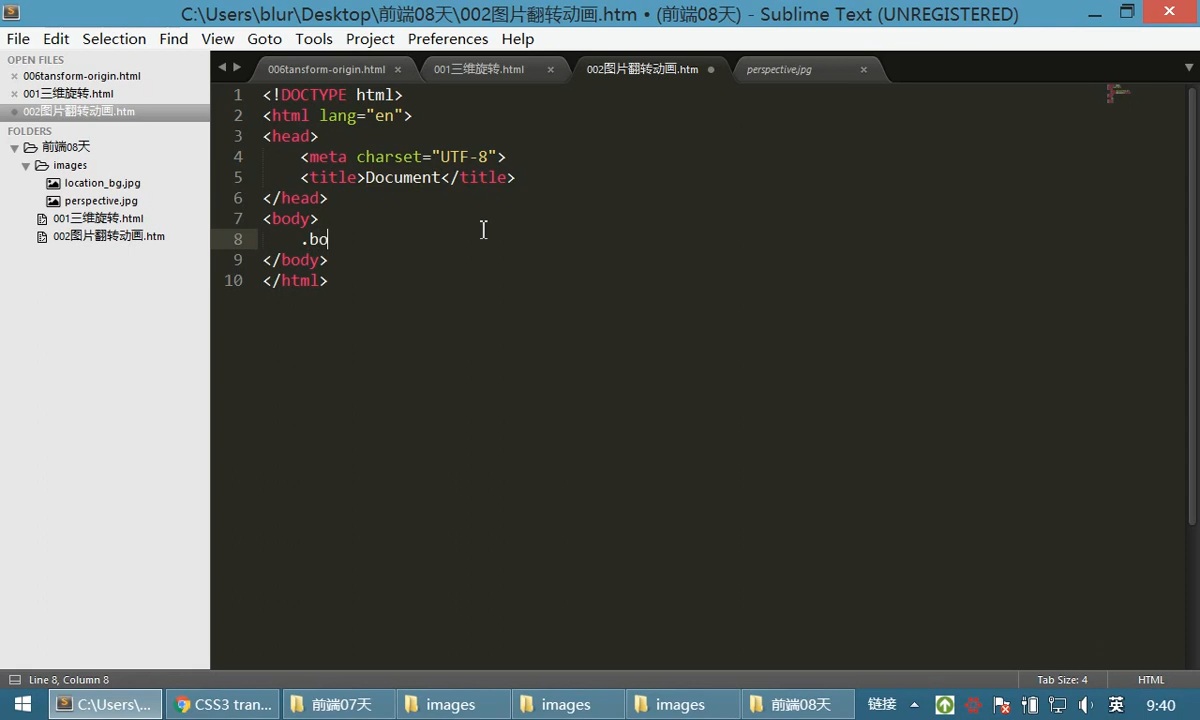 C:\Users\blur\Desktop\前端08天\002图片翻转动画.htm • (前端08天) - Sublime Text (UNREGISTERED)
File Edit Selection Find View Goto Tools Project Preferences Help
OPEN FILES
006tansform-origin.html
001三维旋转.html
002图片翻转动画.htm
FOLDERS
前端08天
images
location_bg.jpg
perspective.jpg
001三维旋转.html
002图片翻转动画.htm
006tansform-origin.html
001三维旋转.html
002图片翻转动画.htm
perspective.jpg
1 <!DOCTYPE html>
2 <html lang="en">
3 <head>
4 <meta charset="UTF-8">
5 <title>Document</title>
6 </head>
7 <body>
8 .bo
9 </body>
10 </html>
Line 8, Column 8
Tab Size: 4
HTML
C:\Users\...
CSS3 tran...
前端07天
images
images
images
前端08天
链接
英
9:40